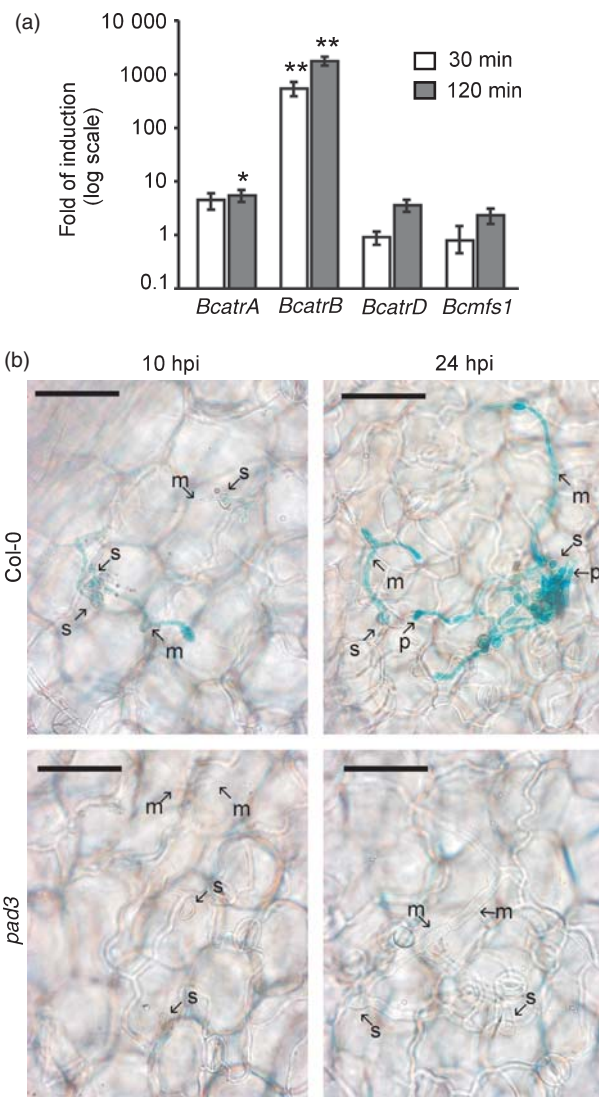 (a)
10 000
1000
100
10
1
0.1
Fold of induction
(log scale)
30 min
120 min
*
**
**
BcatrA
BcatrB
BcatrD
Bcmfs1
(b)
10 hpi
24 hpi
Col-0
m
s
s
s
m
m
s
p
m
s
p
pad3
m
m
s
s
m
m
s
s